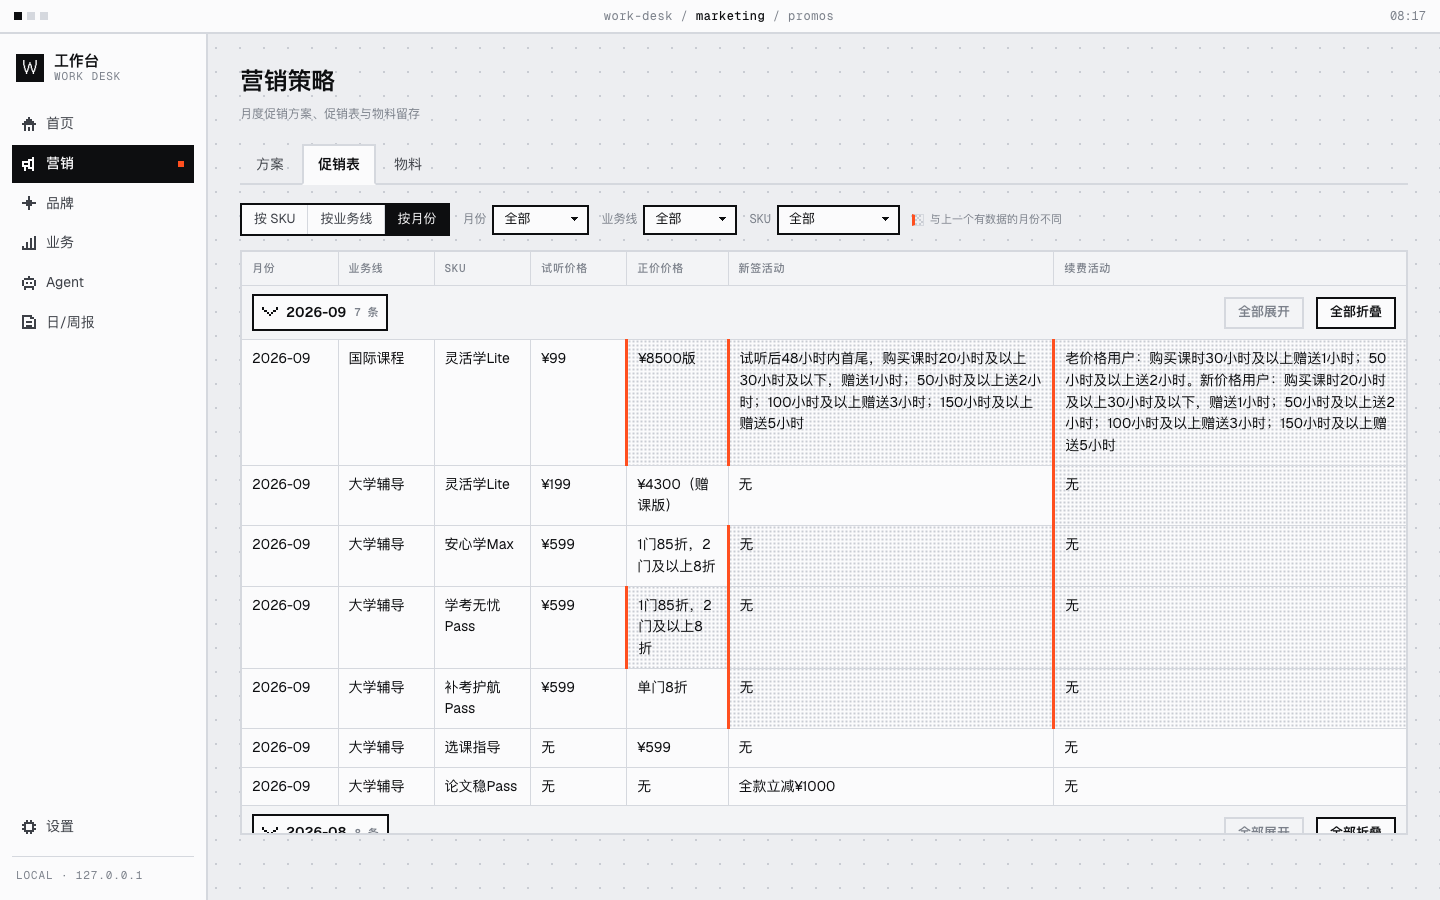 work-desk / marketing / promos
08:17
W
工作台
WORK DESK
首页
营销
品牌
业务
Agent
日/周报
设置
LOCAL · 127.0.0.1
营销策略
月度促销方案、促销表与物料留存
方案
促销表
物料
按 SKU
按业务线
按月份
月份
全部
业务线
全部
SKU
全部
与上一个有数据的月份不同
月份
业务线
SKU
试听价格
正价价格
新签活动
续费活动
2026-09
7 条
全部展开
全部折叠
2026-09
国际课程
灵活学Lite
¥99
¥8500版
试听后48小时内首尾，购买课时20小时及以上
30小时及以下，赠送1小时；50小时及以上送2小
时；100小时及以上赠送3小时；150小时及以上
赠送5小时
老价格用户：购买课时30小时及以上赠送1小时；50
小时及以上送2小时。新价格用户：购买课时20小时
及以上30小时及以下，赠送1小时；50小时及以上送2
小时；100小时及以上赠送3小时；150小时及以上赠
送5小时
2026-09
大学辅导
灵活学Lite
¥199
¥4300（赠
课版）
无
无
2026-09
大学辅导
安心学Max
¥599
1门85折，2
门及以上8折
无
无
2026-09
大学辅导
学考无忧
Pass
¥599
1门85折，2
门及以上8
折
无
无
2026-09
大学辅导
补考护航
Pass
¥599
单门8折
无
无
2026-09
大学辅导
选课指导
无
¥599
无
无
2026-09
大学辅导
论文稳Pass
无
无
全款立减¥1000
无
2026-08
8 条
全部展开
全部折叠